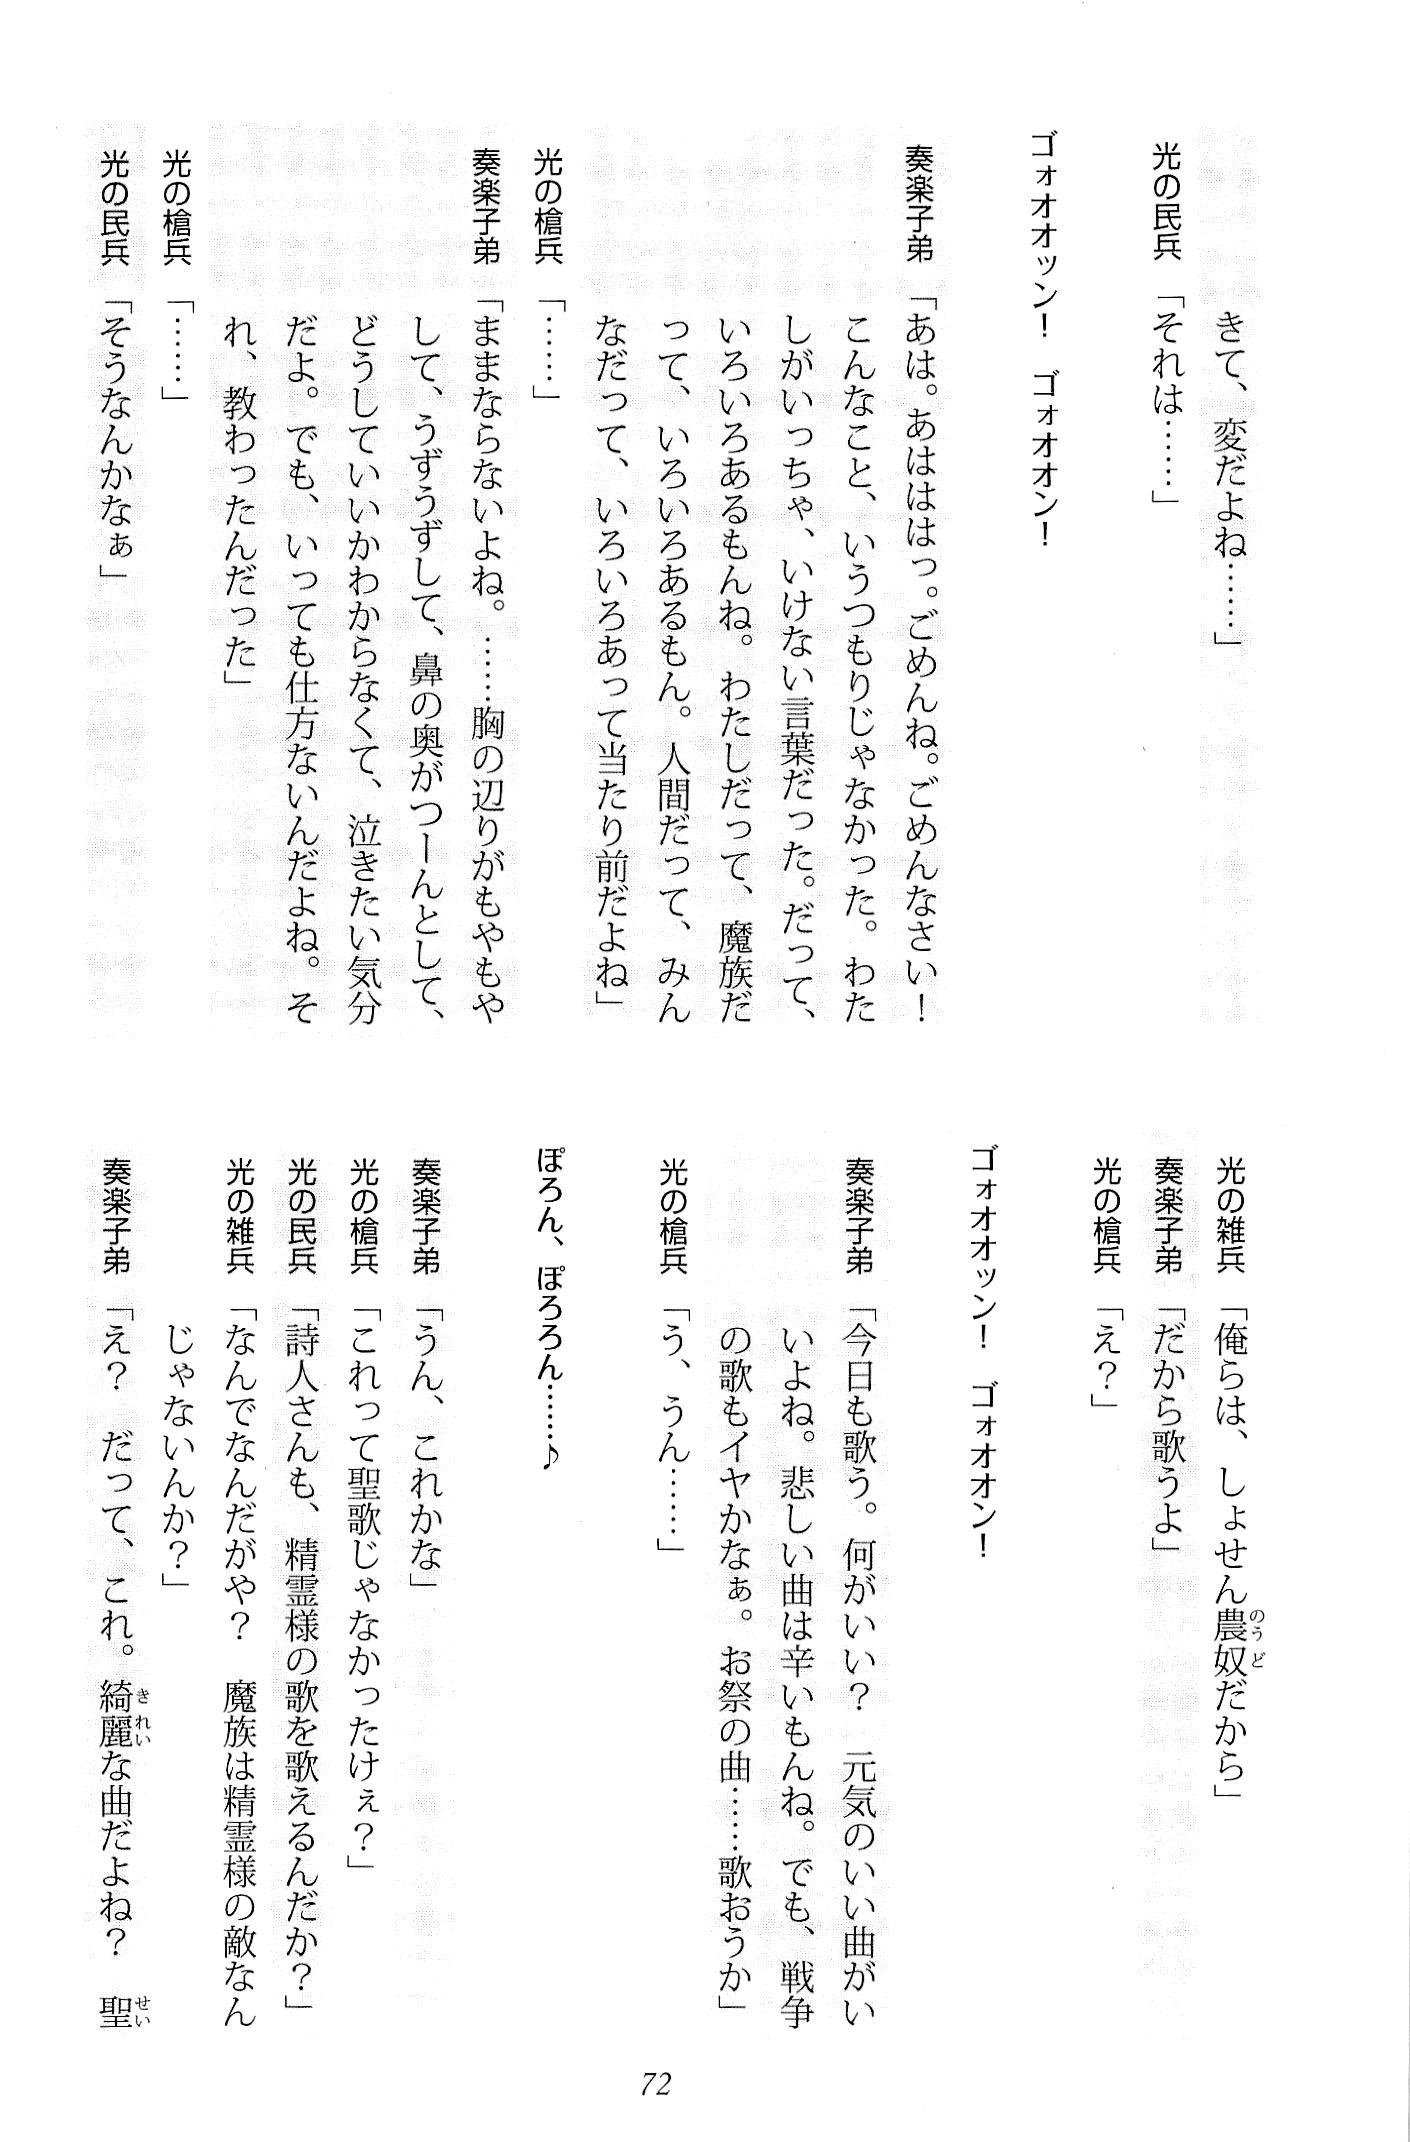 きて、変だよね……」
光の民兵「それは……」
ゴォオオッン！　ゴォオオン！
奏楽子弟「あは。あはははっ。ごめんね。ごめんなさい！
こんなこと、いうつもりじゃなかった。わた
しがいっちゃ、いけない言葉だった。だって、
いろいろあるもんね。わたしだって、魔族だ
って、いろいろあるもん。人間だって、みん
なだって、いろいろあって当たり前だよね」
光の槍兵「……」
奏楽子弟「ままならないよね。……胸の辺りがもやもや
して、うずうずして、鼻の奥がつーんとして、
どうしていいかわからなくて、泣きたい気分
だよ。でも、いっても仕方ないんだよね。そ
れ、教わったんだった」
光の槍兵「……」
光の民兵「そうなんかなぁ」
光の雑兵「俺らは、しょせん農奴だから」
のうど
奏楽子弟「だから歌うよ」
光の槍兵「え？」
ゴォオオッン！　ゴォオオン！
奏楽子弟「今日も歌う。何がいい？　元気のいい曲がい
いよね。悲しい曲は辛いもんね。でも、戦争
の歌もイヤかなぁ。お祭の曲……歌おうか」
光の槍兵「う、うん……」
ぽろん、ぽろろん……♪
奏楽子弟「うん、これかな」
光の槍兵「これって聖歌じゃなかったけぇ？」
光の民兵「詩人さんも、精霊様の歌を歌えるんだか？」
光の雑兵「なんでなんだがや？　魔族は精霊様の敵なん
じゃないんか？」
奏楽子弟「え？　だって、これ。綺麗な曲だよね？　聖
きれい
せい
72